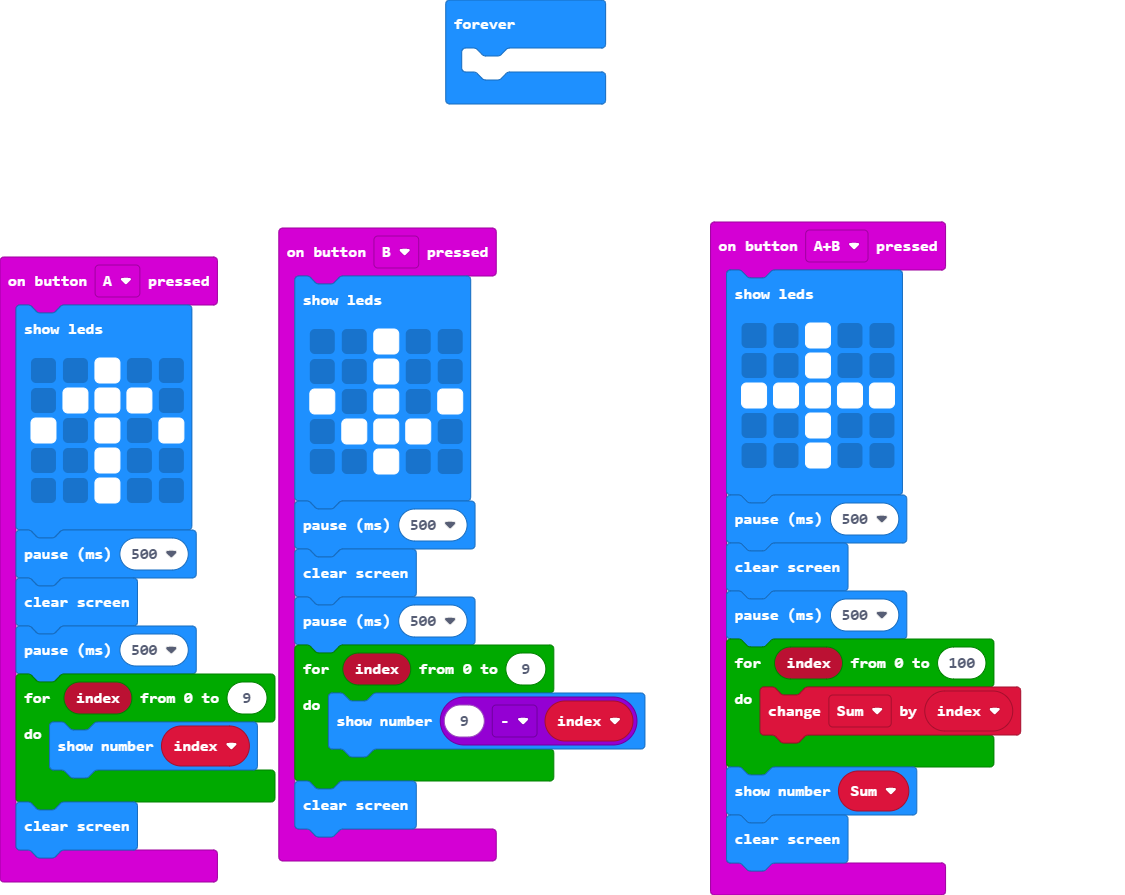 forever
on button A pressed
show leds
pause (ms) 500
clear screen
pause (ms) 500
for index from 0 to 9
do
show number index
clear screen
on button B pressed
show leds
pause (ms) 500
clear screen
pause (ms) 500
for index from 0 to 9
do
show number 9 - index
clear screen
on button A+B pressed
show leds
pause (ms) 500
clear screen
pause (ms) 500
for index from 0 to 100
do
change Sum by index
show number Sum
clear screen